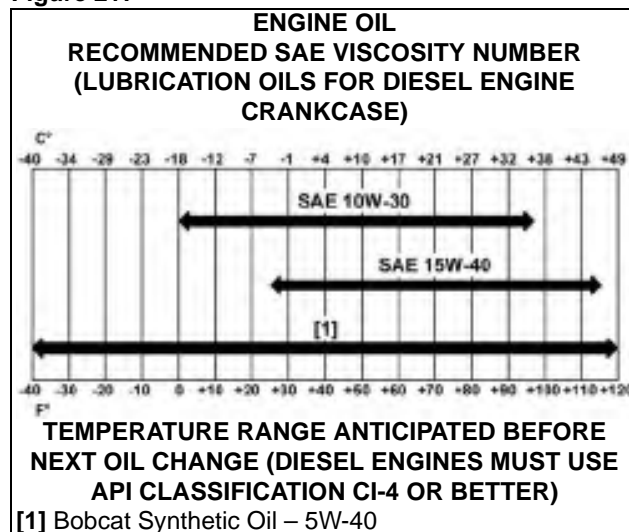 ENGINE OIL
RECOMMENDED SAE VISCOSITY NUMBER
(LUBRICATION OILS FOR DIESEL ENGINE
CRANKCASE)
C°
-40 -34 -29 -23 -18 -12 -7 -1 +4 +10 +17 +21 +27 +32 +38 +43 +49
SAE 10W-30
SAE 15W-40
[1]
-40 -30 -20 -10 0 +10 +20 +30 +40 +50 +60 +70 +80 +90 +100 +110 +120
F°
TEMPERATURE RANGE ANTICIPATED BEFORE
NEXT OIL CHANGE (DIESEL ENGINES MUST USE
API CLASSIFICATION CI-4 OR BETTER)
[1] Bobcat Synthetic Oil – 5W-40